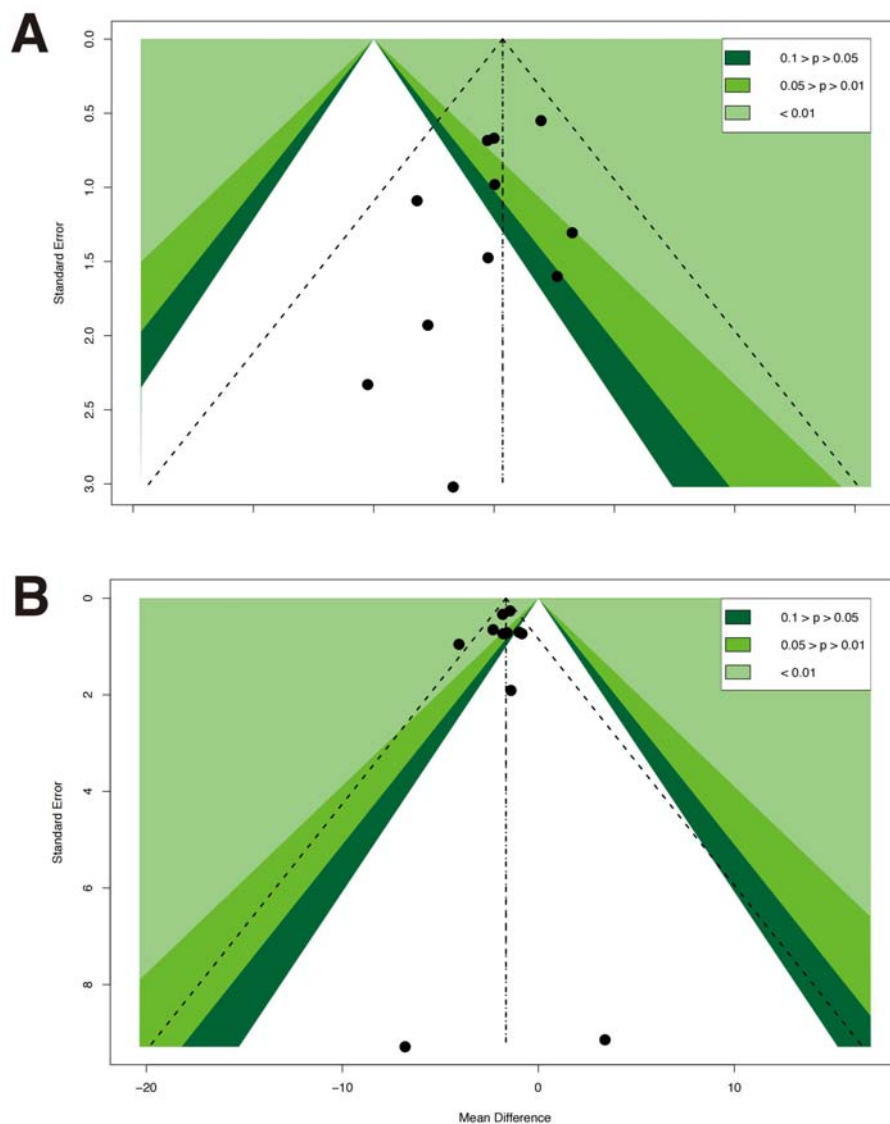 A
0.0
0.5
1.0
1.5
2.0
2.5
3.0
Standard Error
0.1 > p > 0.05
0.05 > p > 0.01
< 0.01
B
0
2
4
6
8
Standard Error
0.1 > p > 0.05
0.05 > p > 0.01
< 0.01
−20
−10
0
10
Mean Difference